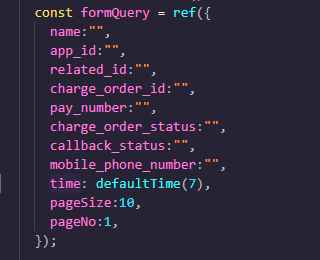 const formQuery = ref({
name:"",
app_id:"",
related_id:"",
charge_order_id:"",
pay_number:"",
charge_order_status:"",
callback_status:"",
mobile_phone_number:"",
time: defaultTime(7),
pageSize:10,
pageNo:1,
});